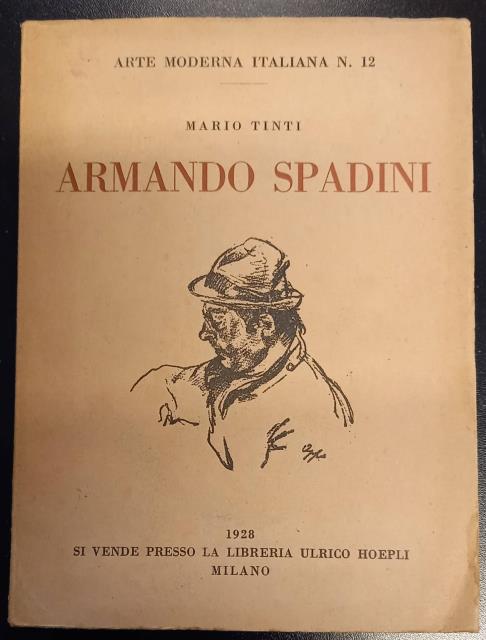 ARTE MODERNA ITALIANA N. 12
MARIO TINTI
ARMANDO SPADINI
1928
SI VENDE PRESSO LA LIBRERIA ULRICO HOEPLI
MILANO